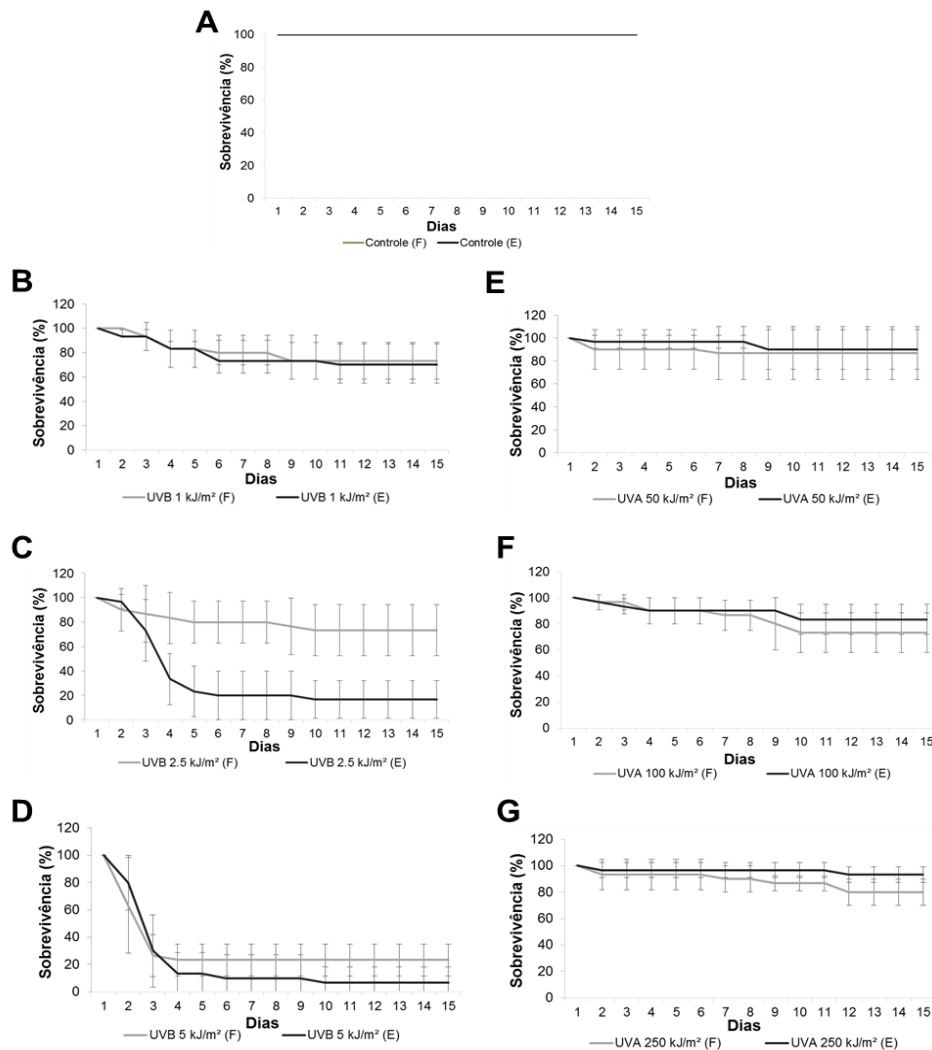 A
Sobrevivência (%)
100
80
60
40
20
0
1 2 3 4 5 6 7 8 9 10 11 12 13 14 15
Dias
Controle (F) Controle (E)
B
Sobrevivência (%)
120
100
80
60
40
20
0
1 2 3 4 5 6 7 8 9 10 11 12 13 14 15
Dias
UVB 1 kJ/m² (F) UVB 1 kJ/m² (E)
C
Sobrevivência (%)
120
100
80
60
40
20
0
1 2 3 4 5 6 7 8 9 10 11 12 13 14 15
Dias
UVB 2.5 kJ/m² (F) UVB 2.5 kJ/m² (E)
D
Sobrevivência (%)
120
100
80
60
40
20
0
1 2 3 4 5 6 7 8 9 10 11 12 13 14 15
Dias
UVB 5 kJ/m² (F) UVB 5 kJ/m² (E)
E
Sobrevivência (%)
120
100
80
60
40
20
0
1 2 3 4 5 6 7 8 9 10 11 12 13 14 15
Dias
UVA 50 kJ/m² (F) UVA 50 kJ/m² (E)
F
Sobrevivência (%)
120
100
80
60
40
20
0
1 2 3 4 5 6 7 8 9 10 11 12 13 14 15
Dias
UVA 100 kJ/m² (F) UVA 100 kJ/m² (E)
G
Sobrevivência (%)
120
100
80
60
40
20
0
1 2 3 4 5 6 7 8 9 10 11 12 13 14 15
Dias
UVA 250 kJ/m² (F) UVA 250 kJ/m² (E)